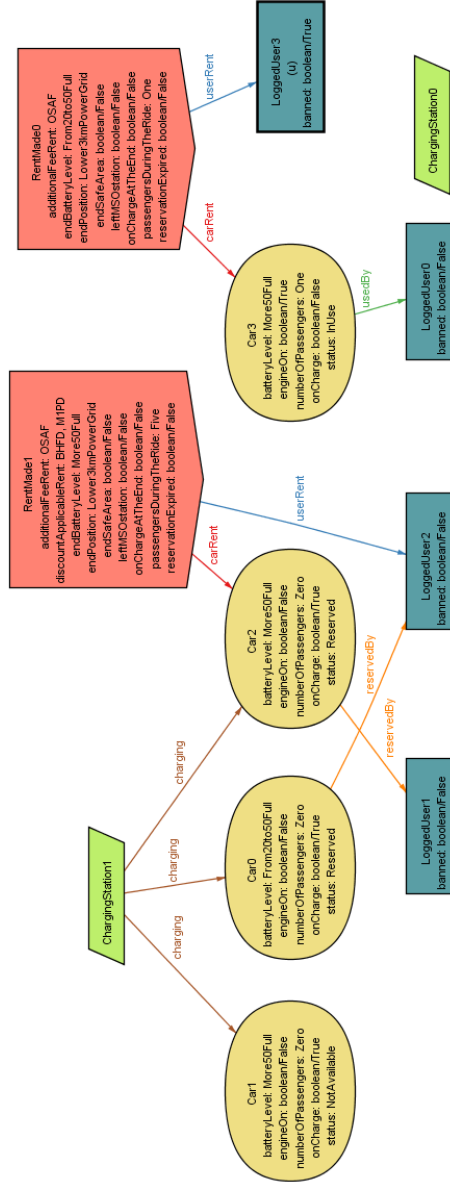 RentMade1
additionalFeeRent: OSAF
discountApplicableRent: BHFD, M1PD
endBatteryLevel: More50Full
endPosition: Lower3kmPowerGrid
endSafeArea: boolean/False
leftMSOstation: boolean/False
onChargeAtTheEnd: boolean/False
passengersDuringTheRide: Five
reservationExpired: boolean/False
RentMade0
additionalFeeRent: OSAF
endBatteryLevel: From20to50Full
endPosition: Lower3kmPowerGrid
endSafeArea: boolean/False
leftMSOstation: boolean/False
onChargeAtTheEnd: boolean/False
passengersDuringTheRide: One
reservationExpired: boolean/False
ChargingStation1
charging
charging
charging
carRent
userRent
carRent
userRent
Car1
batteryLevel: More50Full
engineOn: boolean/False
numberOfPassengers: Zero
onCharge: boolean/True
status: NotAvailable
Car0
batteryLevel: From20to50Full
engineOn: boolean/False
numberOfPassengers: Zero
onCharge: boolean/True
status: Reserved
Car2
batteryLevel: More50Full
engineOn: boolean/False
numberOfPassengers: Zero
onCharge: boolean/True
status: Reserved
Car3
batteryLevel: More50Full
engineOn: boolean/True
numberOfPassengers: One
onCharge: boolean/False
status: InUse
LoggedUser3
(u)
banned: boolean/True
reservedBy
reservedBy
usedBy
LoggedUser1
banned: boolean/False
LoggedUser2
banned: boolean/False
LoggedUser0
banned: boolean/False
ChargingStation0